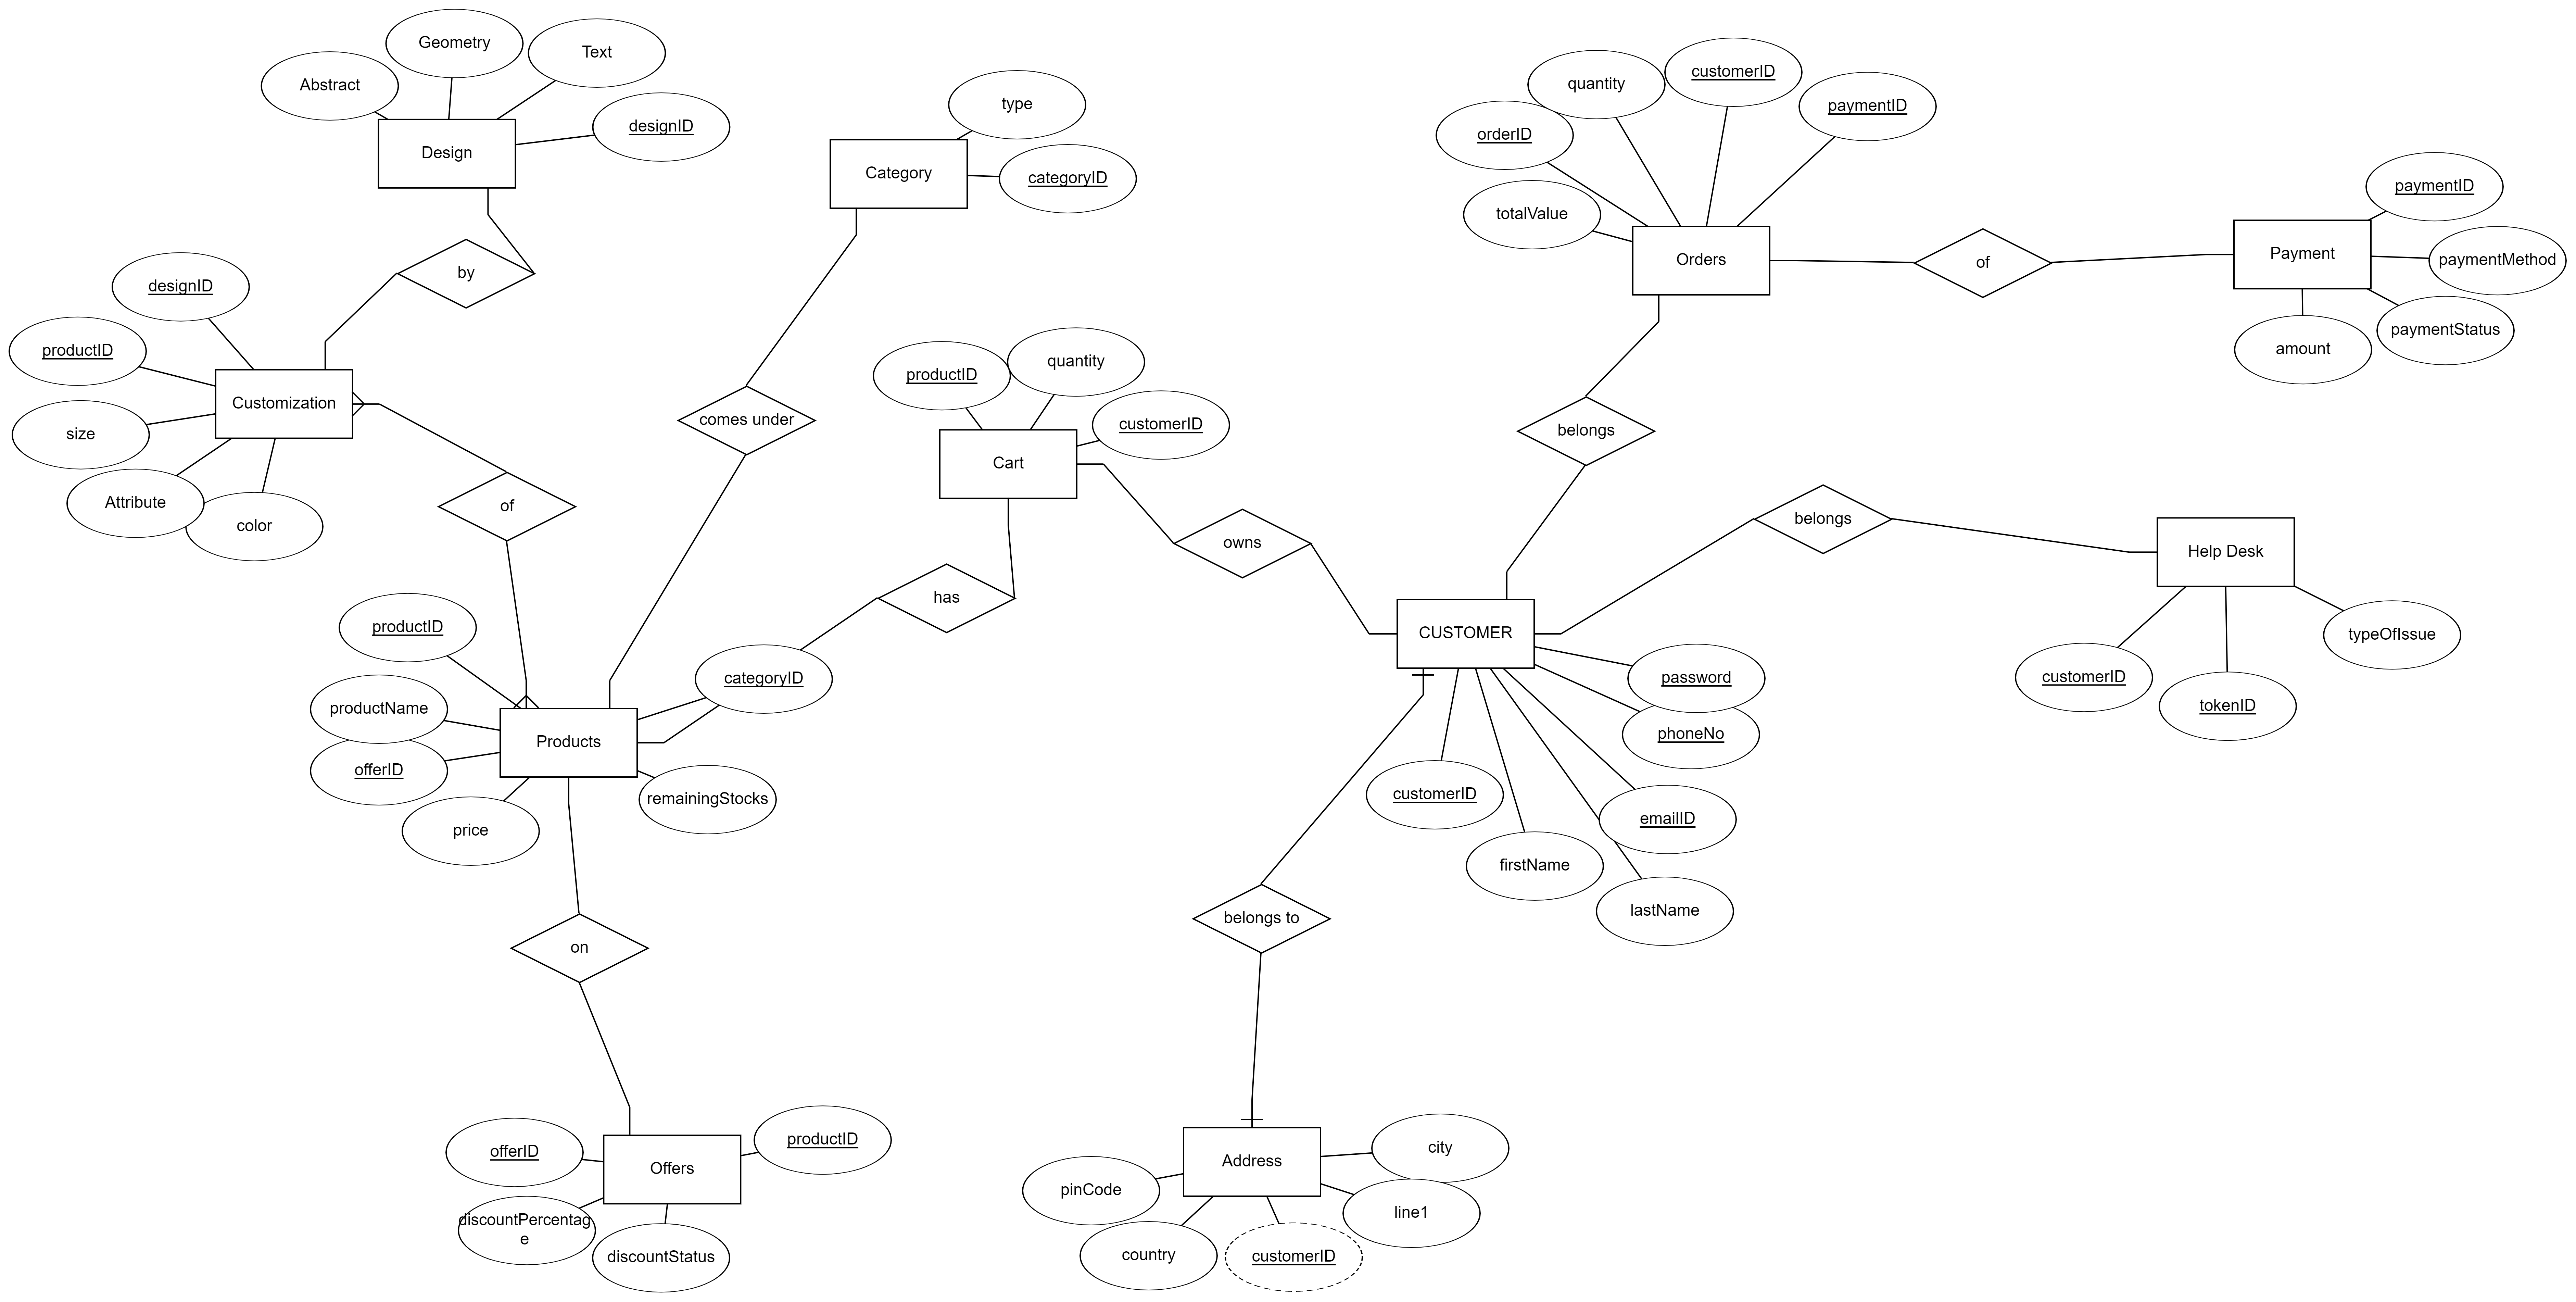 Geometry
Text
Abstract
designID
Design
by
designID
productID
Customization
size
Attribute
color
of
type
categoryID
Category
comes under
productID
quantity
customerID
Cart
has
owns
productID
categoryID
productName
offerID
Products
price
remainingStocks
on
offerID
productID
Offers
discountPercentag
e
discountStatus
quantity
customerID
paymentID
orderID
totalValue
Orders
of
paymentID
paymentMethod
Payment
paymentStatus
amount
belongs
belongs
Help Desk
typeOfIssue
customerID
tokenID
CUSTOMER
password
phoneNo
customerID
emailID
firstName
lastName
belongs to
city
Address
pinCode
line1
country
customerID